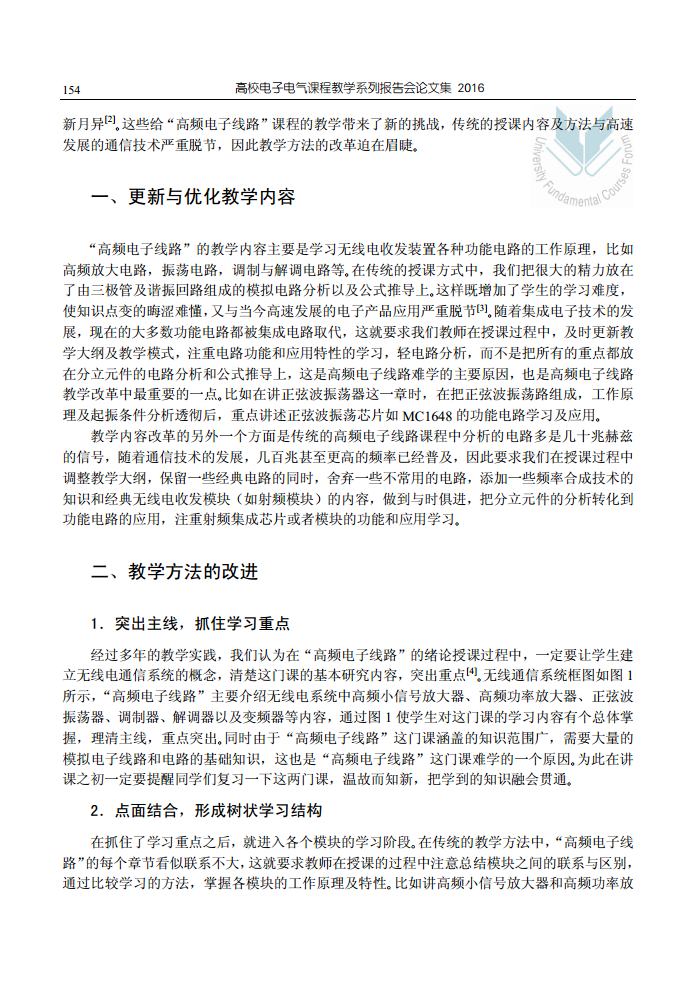 154
高校电子电气课程教学系列报告会论文集 2016
新月异[2]。这些给“高频电子线路”课程的教学带来了新的挑战，传统的授课内容及方法与高速
发展的通信技术严重脱节，因此教学方法的改革迫在眉睫。
University Fundamental Courses Forum
一、更新与优化教学内容
“高频电子线路”的教学内容主要是学习无线电收发装置各种功能电路的工作原理，比如
高频放大电路，振荡电路，调制与解调电路等。在传统的授课方式中，我们把很大的精力放在
了由三极管及谐振回路组成的模拟电路分析以及公式推导上。这样既增加了学生的学习难度，
使知识点变的晦涩难懂，又与当今高速发展的电子产品应用严重脱节[3]。随着集成电子技术的发
展，现在的大多数功能电路都被集成电路取代，这就要求我们教师在授课过程中，及时更新教
学大纲及教学模式，注重电路功能和应用特性的学习，轻电路分析，而不是把所有的重点都放
在分立元件的电路分析和公式推导上，这是高频电子线路难学的主要原因，也是高频电子线路
教学改革中最重要的一点。比如在讲正弦波振荡器这一章时，在把正弦波振荡路组成，工作原
理及起振条件分析透彻后，重点讲述正弦波振荡芯片如 MC1648 的功能电路学习及应用。
教学内容改革的另外一个方面是传统的高频电子线路课程中分析的电路多是几十兆赫兹
的信号，随着通信技术的发展，几百兆甚至更高的频率已经普及，因此要求我们在授课过程中
调整教学大纲，保留一些经典电路的同时，舍弃一些不常用的电路，添加一些频率合成技术的
知识和经典无线电收发模块（如射频模块）的内容，做到与时俱进，把分立元件的分析转化到
功能电路的应用，注重射频集成芯片或者模块的功能和应用学习。
二、教学方法的改进
1．突出主线，抓住学习重点
经过多年的教学实践，我们认为在“高频电子线路”的绪论授课过程中，一定要让学生建
立无线电通信系统的概念，清楚这门课的基本研究内容，突出重点[4]。无线通信系统框图如图 1
所示，“高频电子线路”主要介绍无线电系统中高频小信号放大器、高频功率放大器、正弦波
振荡器、调制器、解调器以及变频器等内容，通过图 1 使学生对这门课的学习内容有个总体掌
握，理清主线，重点突出。同时由于“高频电子线路”这门课涵盖的知识范围广，需要大量的
模拟电子线路和电路的基础知识，这也是“高频电子线路”这门课难学的一个原因。为此在讲
课之初一定要提醒同学们复习一下这两门课，温故而知新，把学到的知识融会贯通。
2．点面结合，形成树状学习结构
在抓住了学习重点之后，就进入各个模块的学习阶段。在传统的教学方法中，“高频电子线
路”的每个章节看似联系不大，这就要求教师在授课的过程中注意总结模块之间的联系与区别，
通过比较学习的方法，掌握各模块的工作原理及特性。比如讲高频小信号放大器和高频功率放